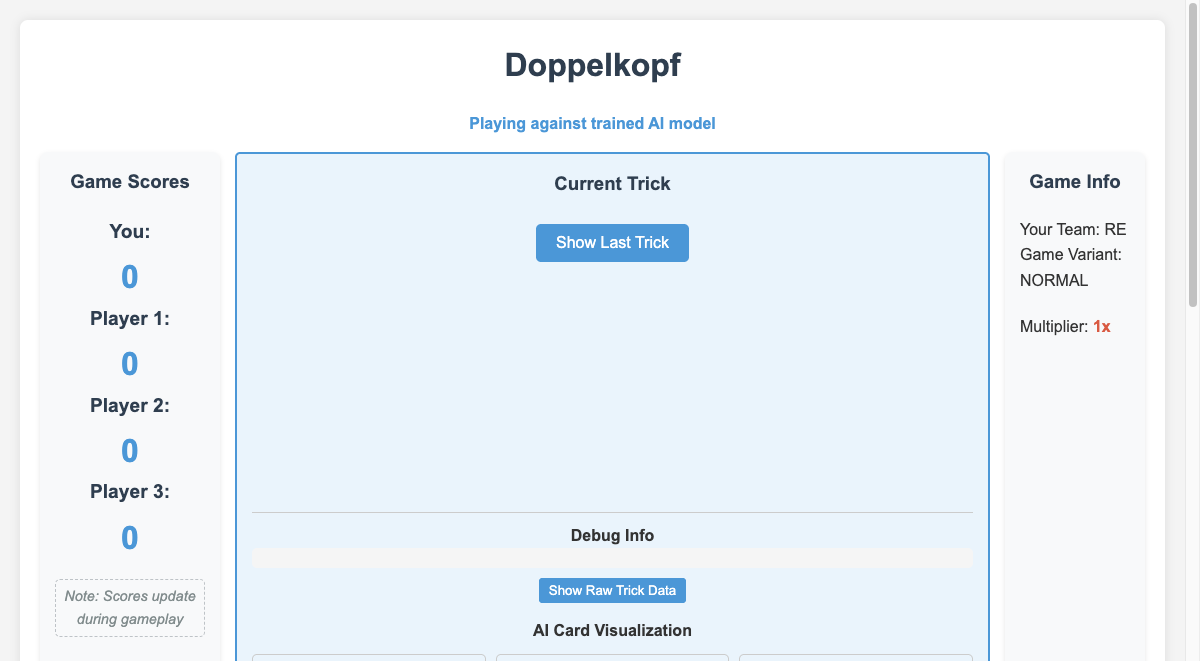 Doppelkopf
Playing against trained AI model
Game Scores
You:
0
Player 1:
0
Player 2:
0
Player 3:
0
Note: Scores update
during gameplay
Current Trick
Show Last Trick
Debug Info
Show Raw Trick Data
AI Card Visualization
Game Info
Your Team: RE
Game Variant:
NORMAL
Multiplier: 1x